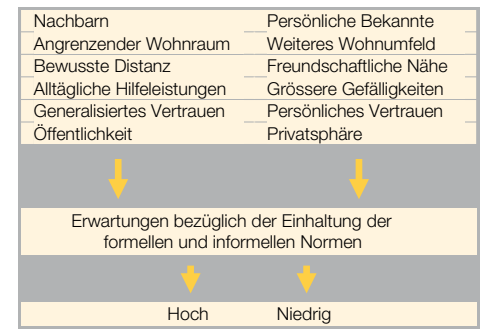 Nachbarn Persönliche Bekannte
Angrenzender Wohnraum Weiteres Wohnumfeld
Bewusste Distanz Freundschaftliche Nähe
Alltägliche Hilfeleistungen Grössere Gefälligkeiten
Generalisiertes Vertrauen Persönliches Vertrauen
Öffentlichkeit Privatsphäre
Erwartungen bezüglich der Einhaltung der
formellen und informellen Normen
Hoch Niedrig